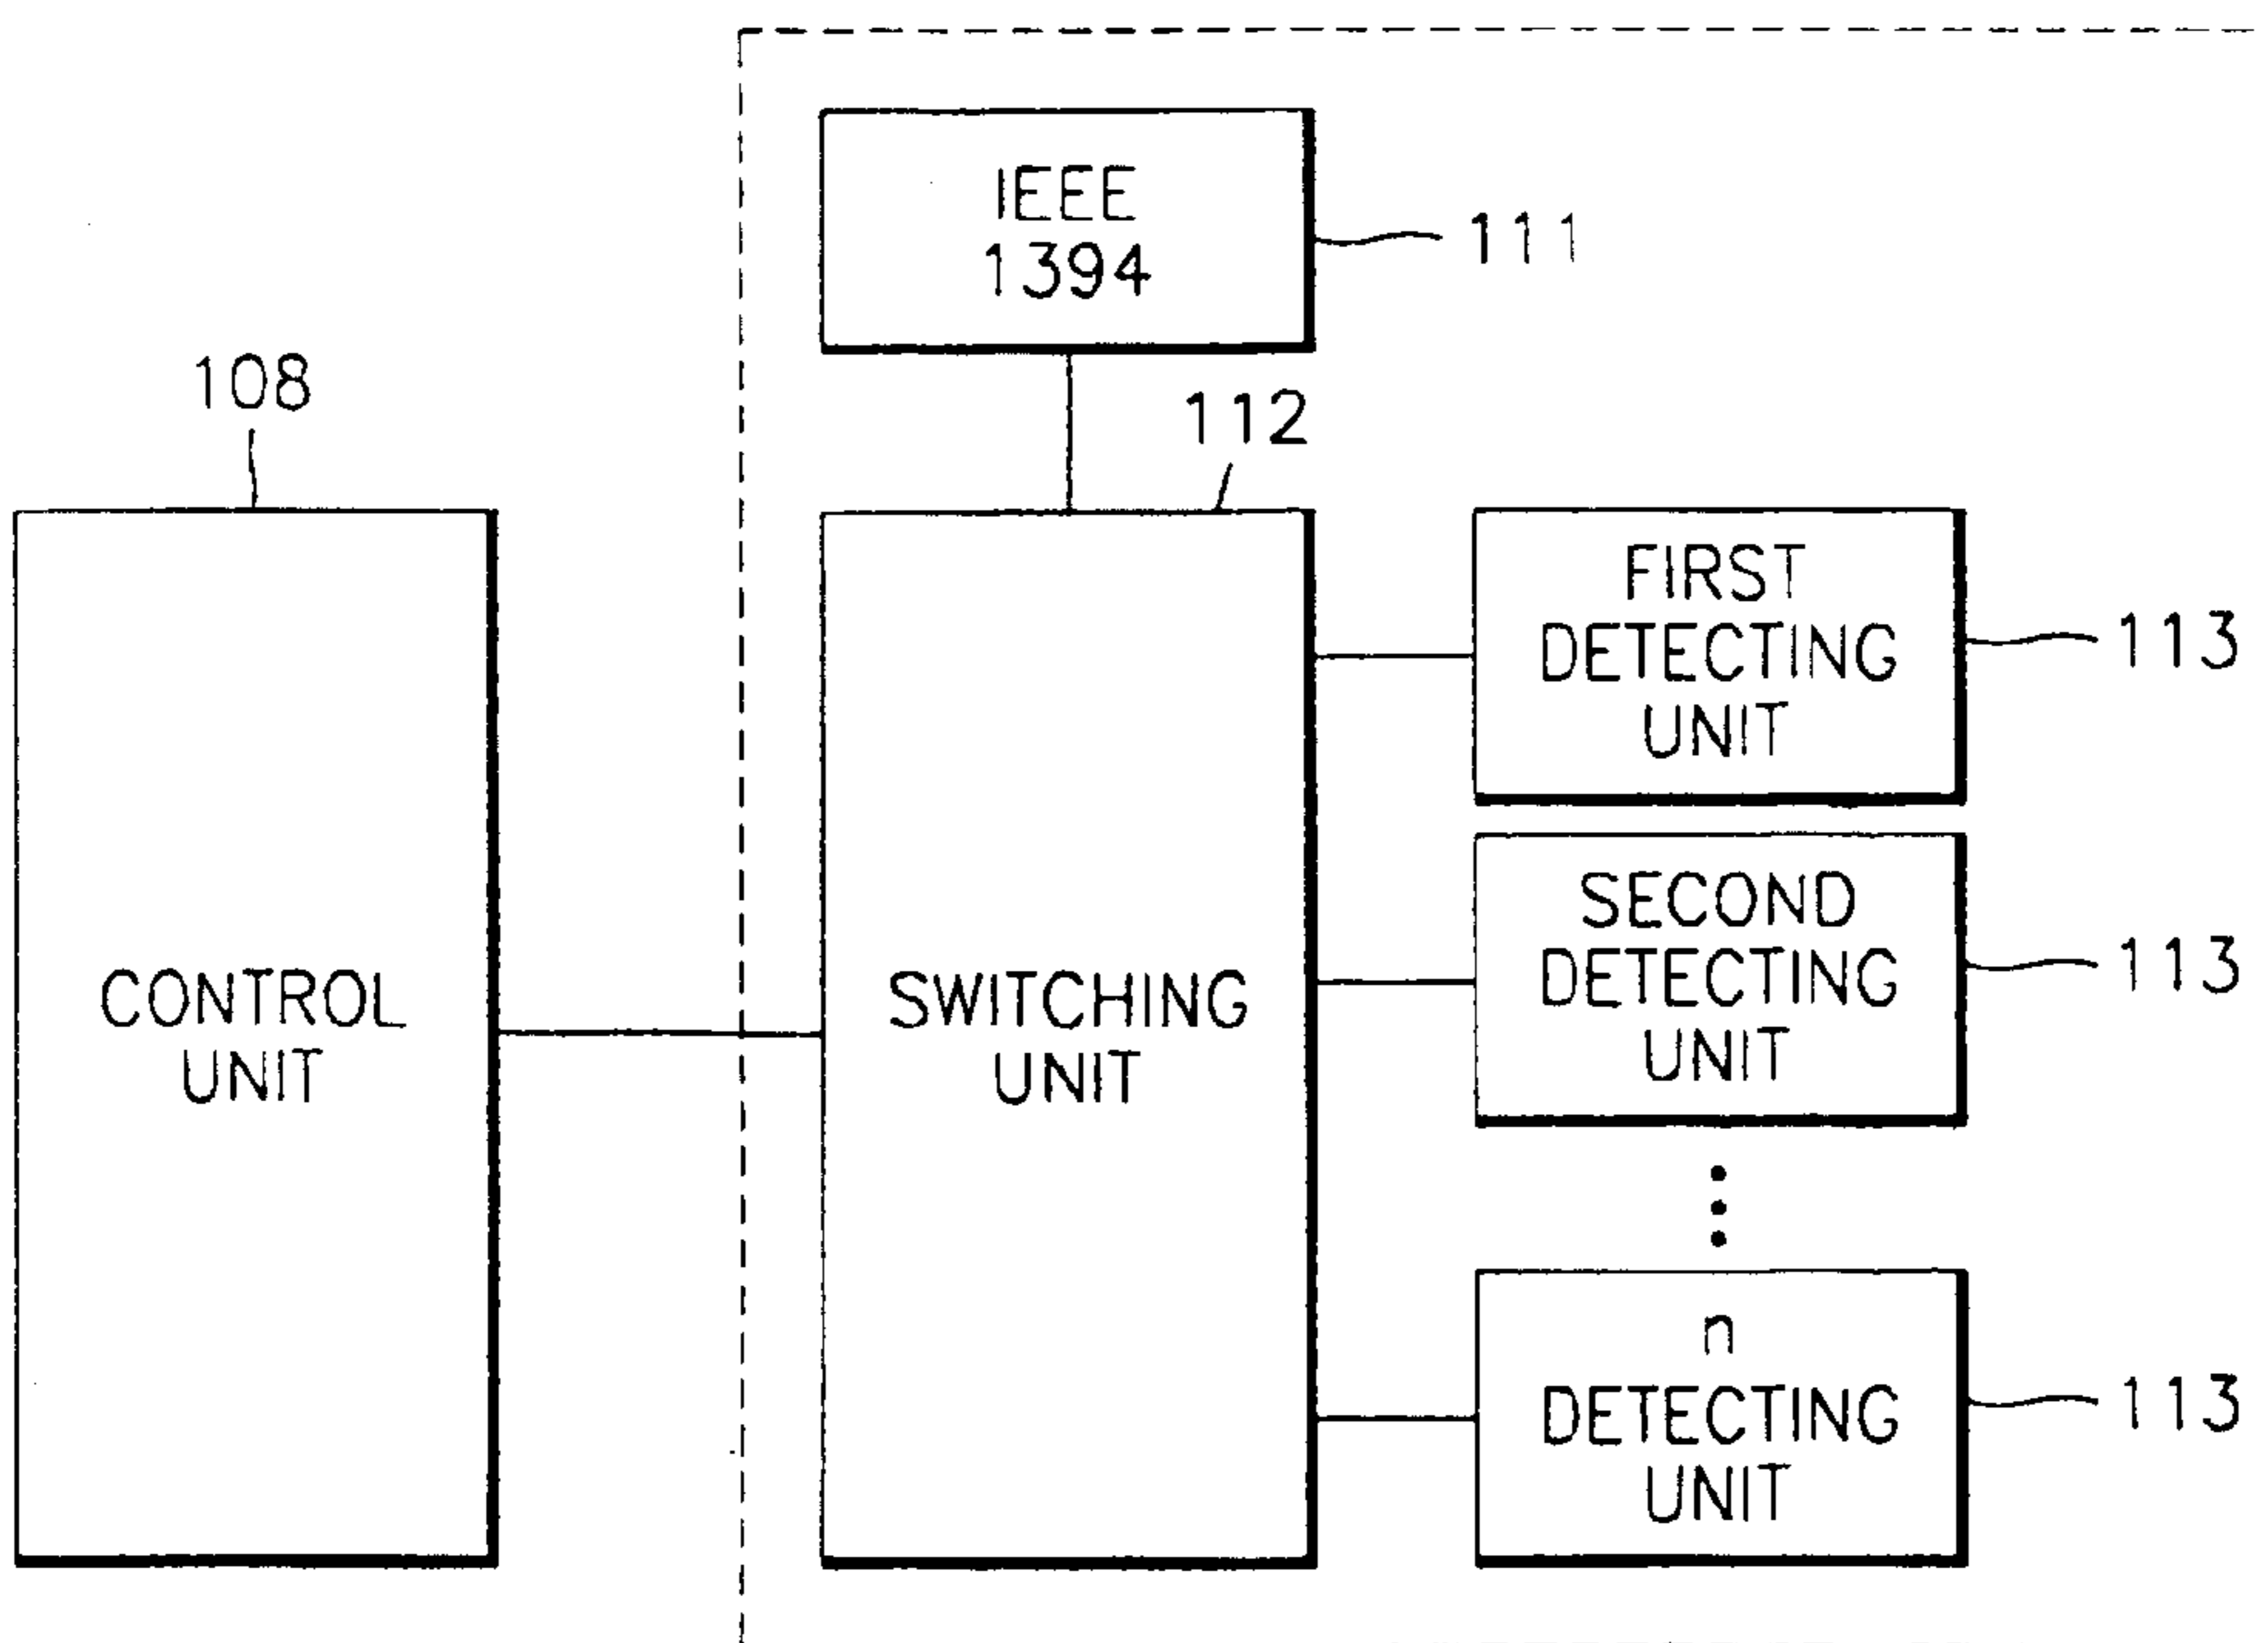 IEEE
1394
111
108
112
CONTROL
UNIT
SWITCHING
UNIT
FIRST
DETECTING
UNIT
113
SECOND
DETECTING
UNIT
113
n
DETECTING
UNIT
113